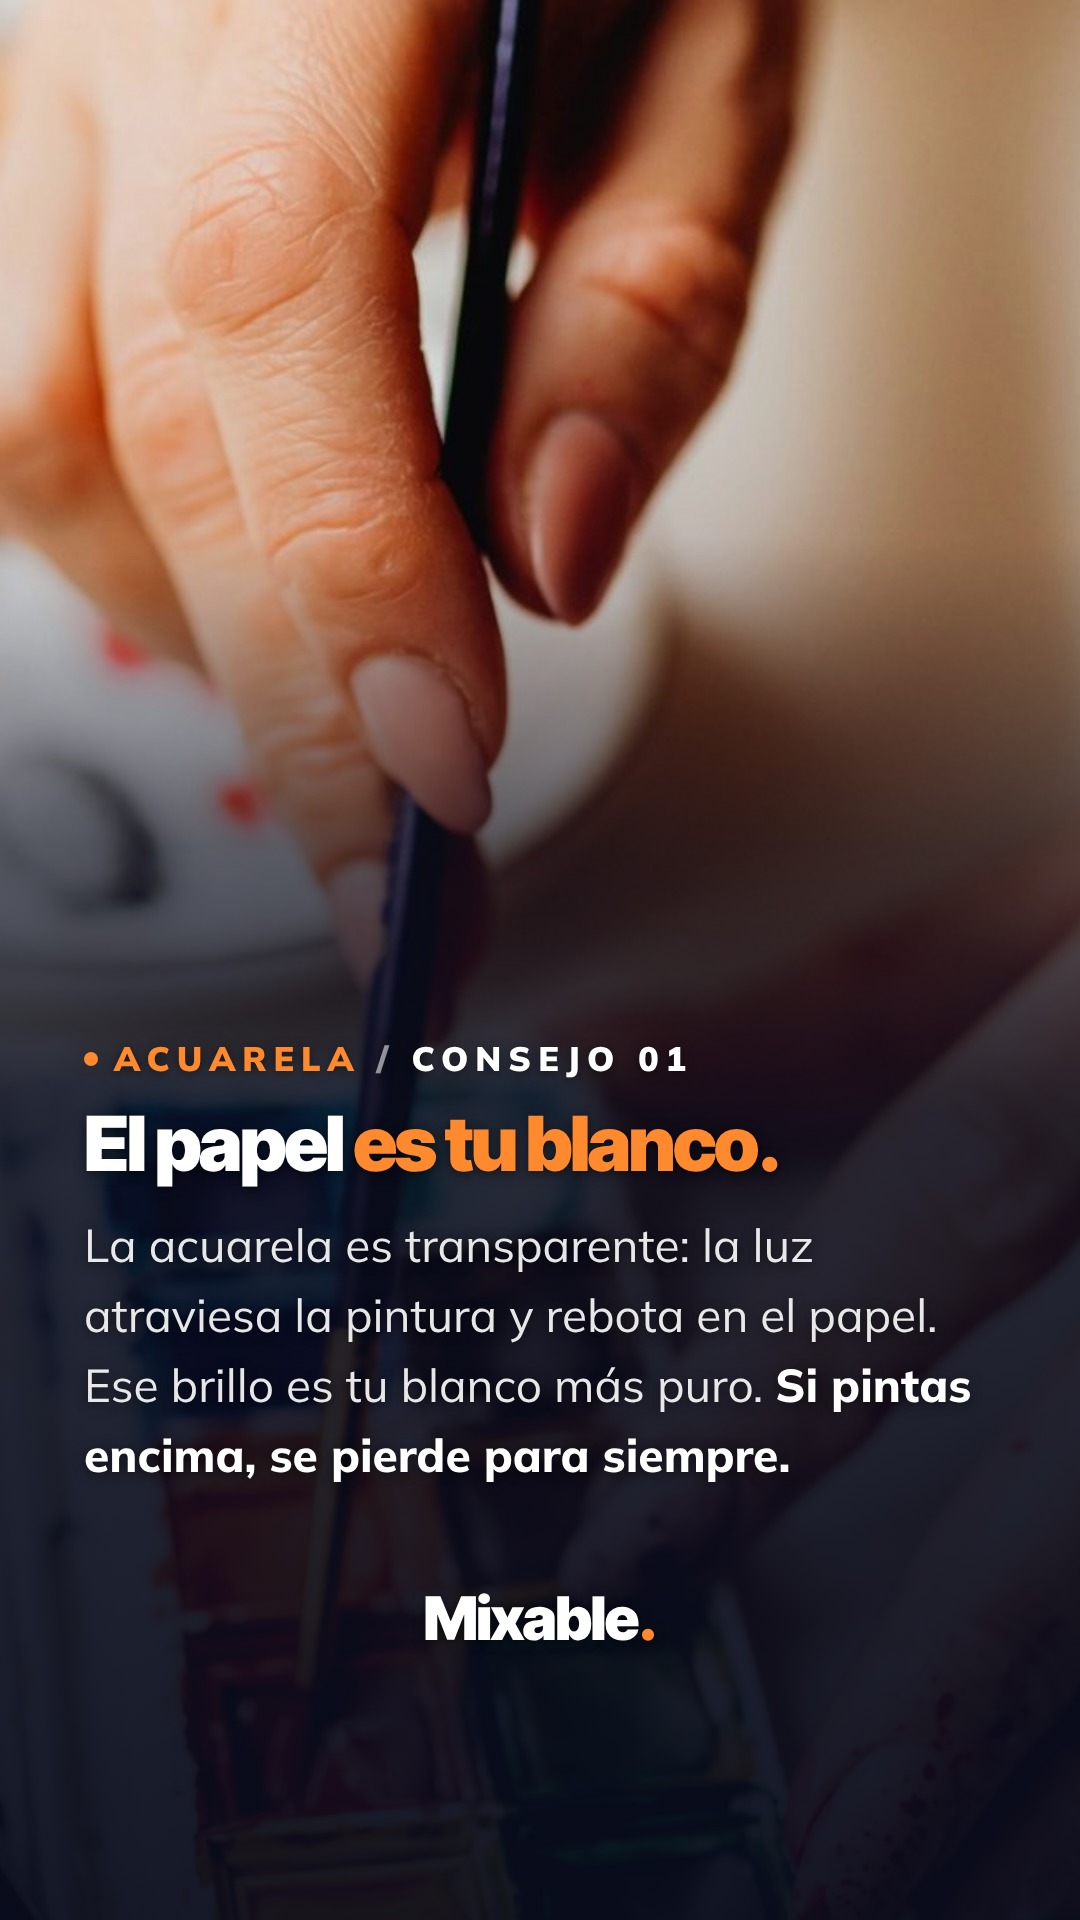 • ACUARELA / CONSEJO 01
El papel es tu blanco.
La acuarela es transparente: la luz
atraviesa la pintura y rebota en el papel.
Ese brillo es tu blanco más puro. Si pintas
encima, se pierde para siempre.
Mixable.